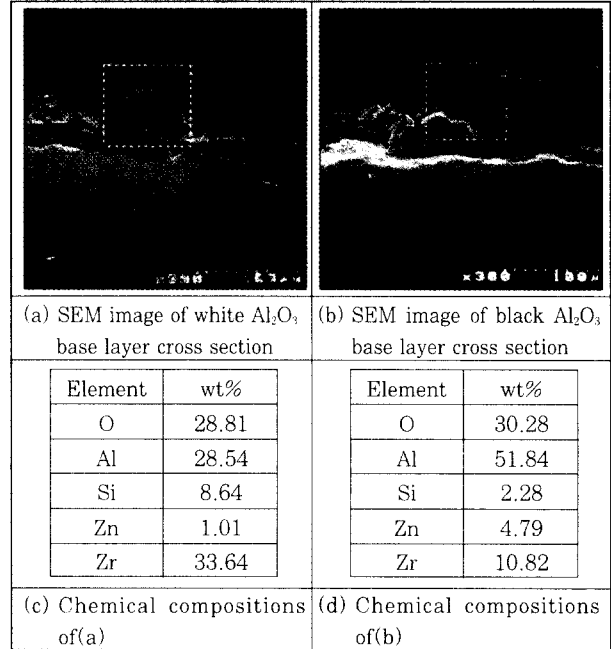 ×300 100μ
(a) SEM image of white Al₂O₃ base layer cross section
(b) SEM image of black Al₂O₃ base layer cross section
Element wt%
O 28.81
Al 28.54
Si 8.64
Zn 1.01
Zr 33.64
Element wt%
O 30.28
Al 51.84
Si 2.28
Zn 4.79
Zr 10.82
(c) Chemical compositions of(a)
(d) Chemical compositions of(b)